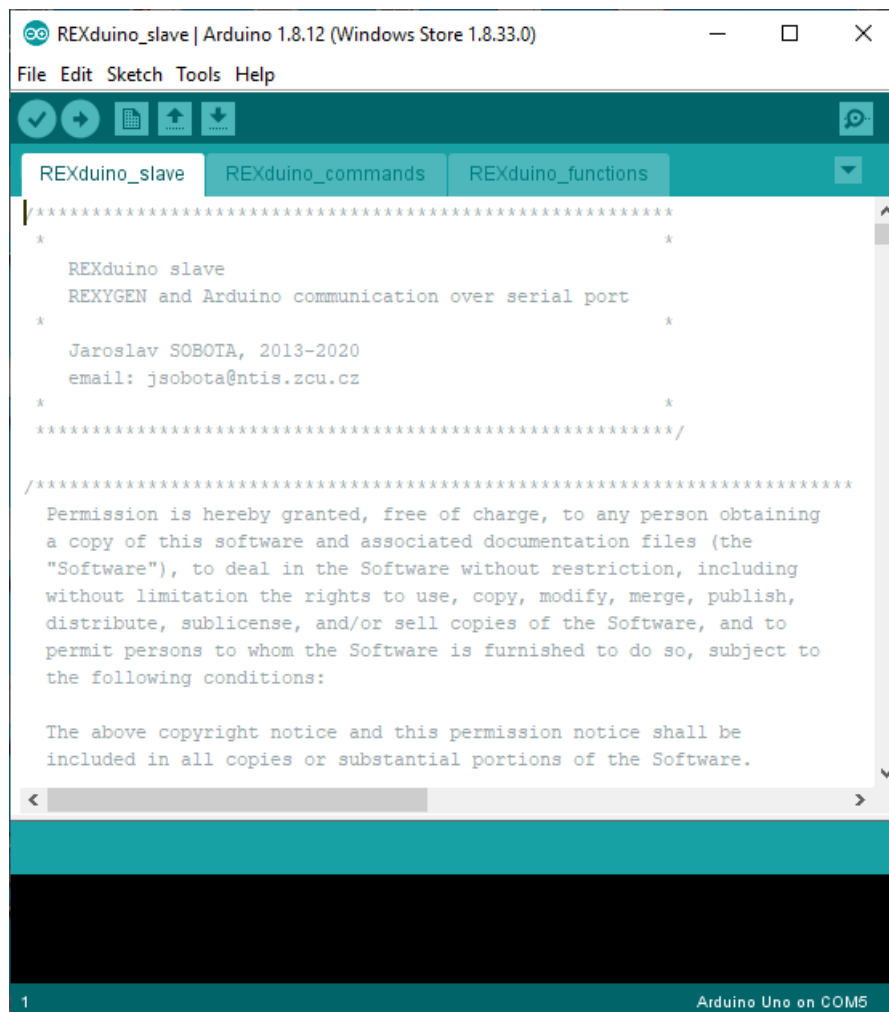 REXduino_slave | Arduino 1.8.12 (Windows Store 1.8.33.0)
File Edit Sketch Tools Help
REXduino_slave REXduino_commands REXduino_functions
/*********************************************************
* *
REXduino slave
REXYGEN and Arduino communication over serial port
* *
Jaroslav SOBOTA, 2013-2020
email: jsobota@ntis.zcu.cz
* *
*********************************************************/
/*************************************************************************
Permission is hereby granted, free of charge, to any person obtaining
a copy of this software and associated documentation files (the
"Software"), to deal in the Software without restriction, including
without limitation the rights to use, copy, modify, merge, publish,
distribute, sublicense, and/or sell copies of the Software, and to
permit persons to whom the Software is furnished to do so, subject to
the following conditions:
The above copyright notice and this permission notice shall be
included in all copies or substantial portions of the Software.
1 Arduino Uno on COM5